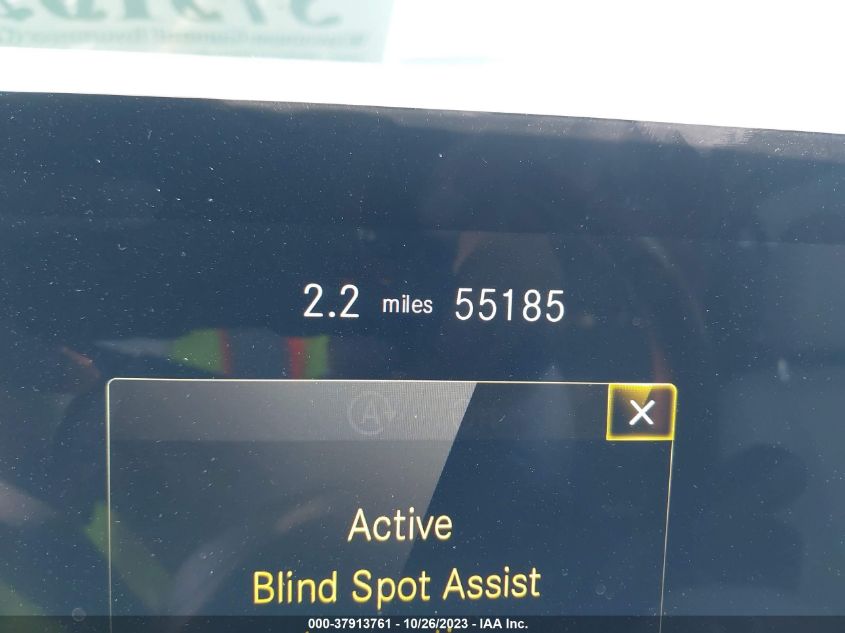 2.2 miles 55185
Active
Blind Spot Assist
000-37913761 - 10/26/2023 - IAA Inc.